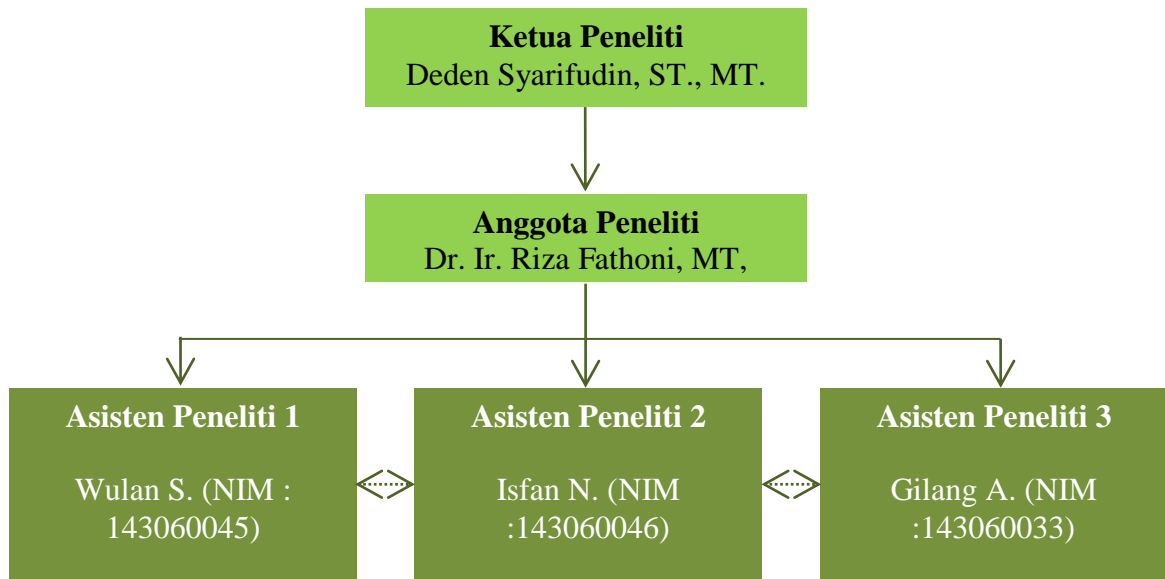 Ketua Peneliti
Deden Syarifudin, ST., MT.
Anggota Peneliti
Dr. Ir. Riza Fathoni, MT,
Asisten Peneliti 1
Wulan S. (NIM :
143060045)
Asisten Peneliti 2
Isfan N. (NIM
:143060046)
Asisten Peneliti 3
Gilang A. (NIM
:143060033)